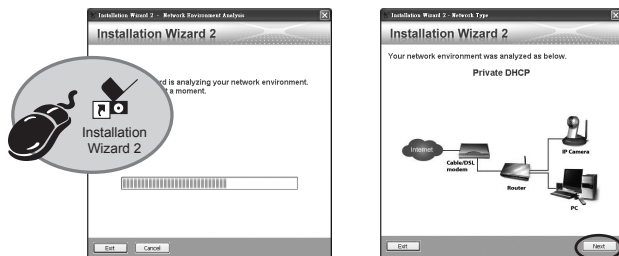 Installation Wizard 2 - Network Environment Analysis
Installation Wizard 2
rd is analyzing your network environment.
t a moment.
Installation
Wizard 2
Exit
Cancel
Installation Wizard 2 - Network Type
Installation Wizard 2
Your network environment was analyzed as below.
Private DHCP
Internet
Cable/DSL
modem
Router
IP Camera
PC
Exit
Next